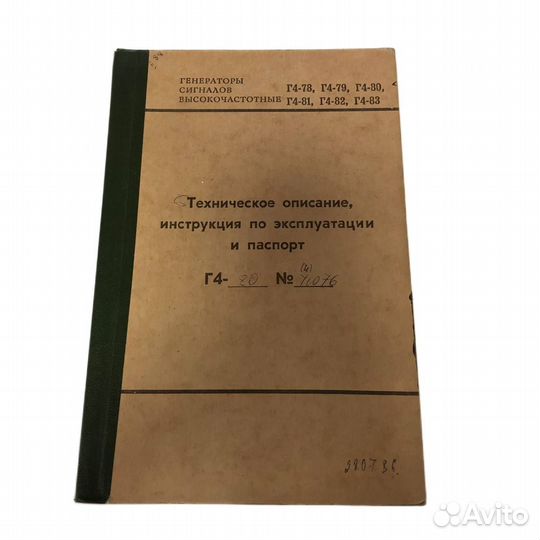 ГЕНЕРАТОРЫ
СИГНАЛОВ
ВЫСОКОЧАСТОТНЫЕ
Г4-78, Г4-79, Г4-80,
Г4-81, Г4-82, Г4-83
Техническое описание,
инструкция по эксплуатации
и паспорт
Г4- №
Avito